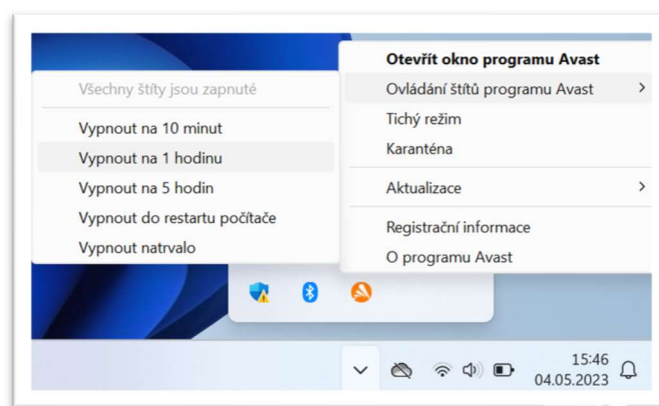 Otevřít okno programu Avast
Ovládání štítů programu Avast
Tichý režim
Karanténa
Aktualizace
Registrační informace
O programu Avast
Všechny štíty jsou zapnuté
Vypnout na 10 minut
Vypnout na 1 hodinu
Vypnout na 5 hodin
Vypnout do restartu počítače
Vypnout natrvalo
15:46
04.05.2023